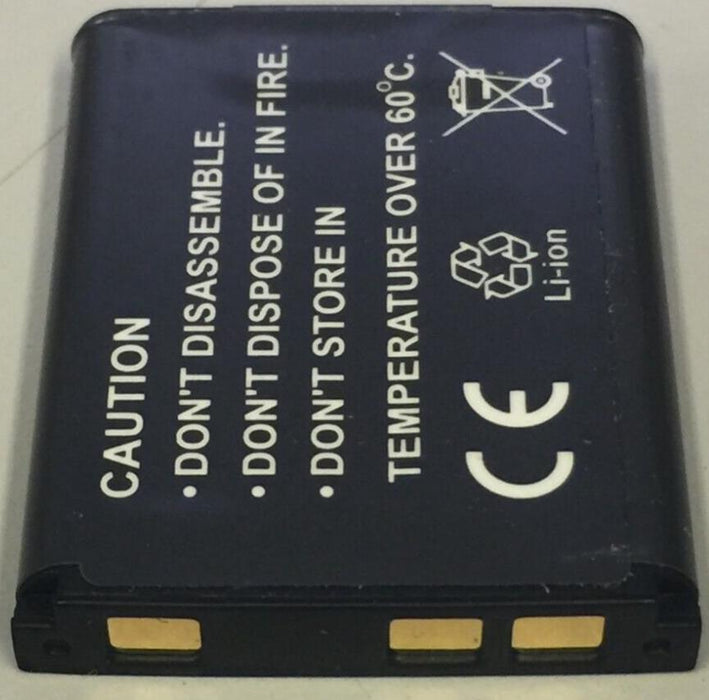 CAUTION
• DON'T DISASSEMBLE.
• DON'T DISPOSE OF IN FIRE.
• DON'T STORE IN
TEMPERATURE OVER 60°C.
CE
Li-ion